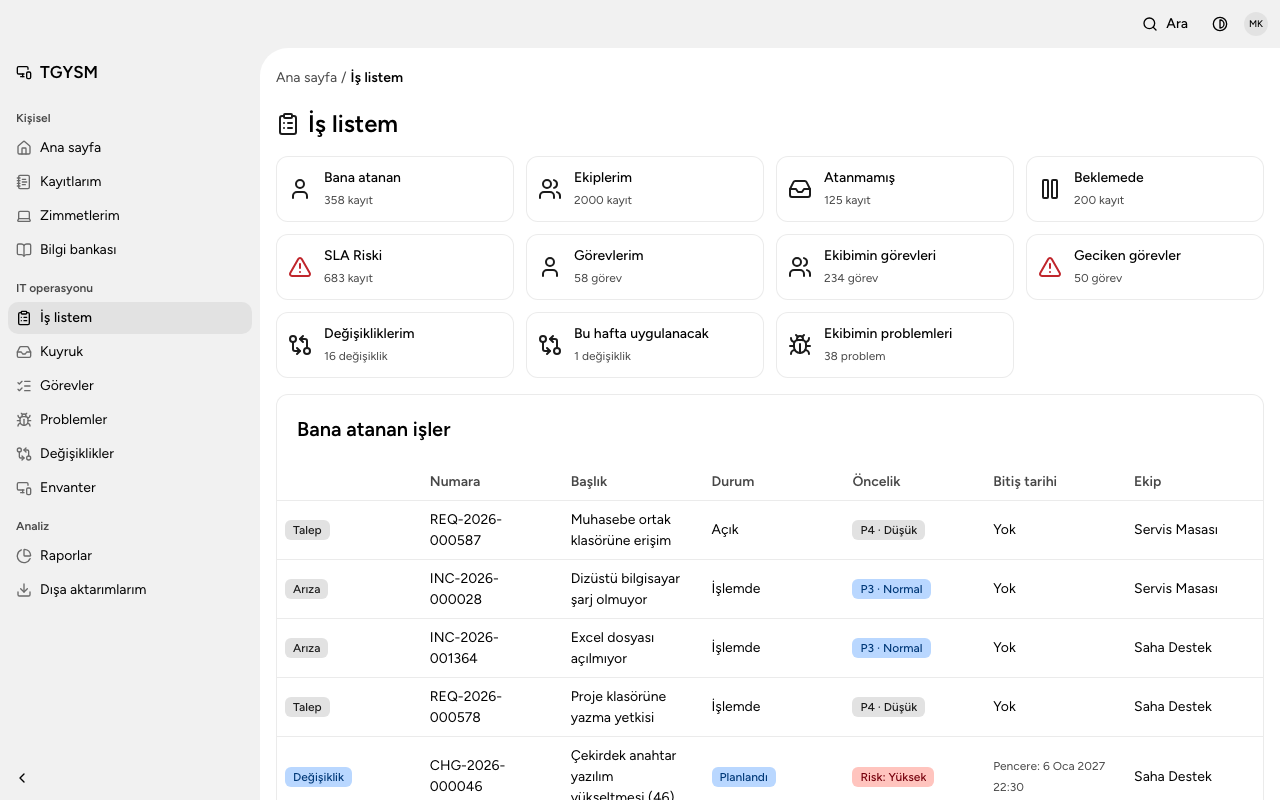 Ara
MK
TGYSM
Kişisel
Ana sayfa
Kayıtlarım
Zimmetlerim
Bilgi bankası
IT operasyonu
İş listem
Kuyruk
Görevler
Problemler
Değişiklikler
Envanter
Analiz
Raporlar
Dışa aktarımlarım
Ana sayfa / İş listem
İş listem
Bana atanan
358 kayıt
Ekiplerim
2000 kayıt
Atanmamış
125 kayıt
Beklemede
200 kayıt
SLA Riski
683 kayıt
Görevlerim
58 görev
Ekibimin görevleri
234 görev
Geciken görevler
50 görev
Değişikliklerim
16 değişiklik
Bu hafta uygulanacak
1 değişiklik
Ekibimin problemleri
38 problem
Bana atanan işler
Numara Başlık Durum Öncelik Bitiş tarihi Ekip
Talep
REQ-2026-
000587
Muhasebe ortak
klasörüne erişim
Açık
P4 · Düşük
Yok
Servis Masası
Arıza
INC-2026-
000028
Dizüstü bilgisayar
şarj olmuyor
İşlemde
P3 · Normal
Yok
Servis Masası
Arıza
INC-2026-
001364
Excel dosyası
açılmıyor
İşlemde
P3 · Normal
Yok
Saha Destek
Talep
REQ-2026-
000578
Proje klasörüne
yazma yetkisi
İşlemde
P4 · Düşük
Yok
Saha Destek
Değişiklik
CHG-2026-
000046
Çekirdek anahtar
yazılım
yükseltmesi (46)
Planlandı
Risk: Yüksek
Pencere: 6 Oca 2027
22:30
Saha Destek